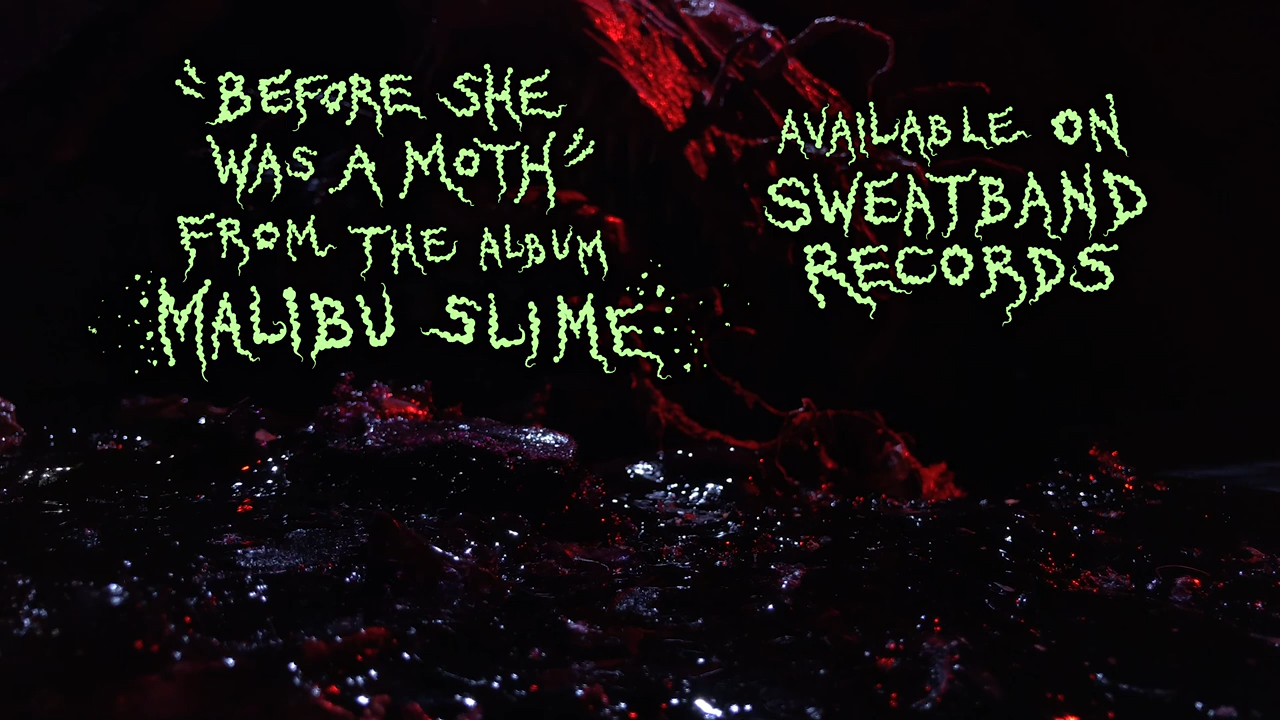 "BEFORE SHE
WAS A MOTH"
FROM THE ALBUM
MALIBU SLIME
AVAILABLE ON
SWEATBAND
RECORDS